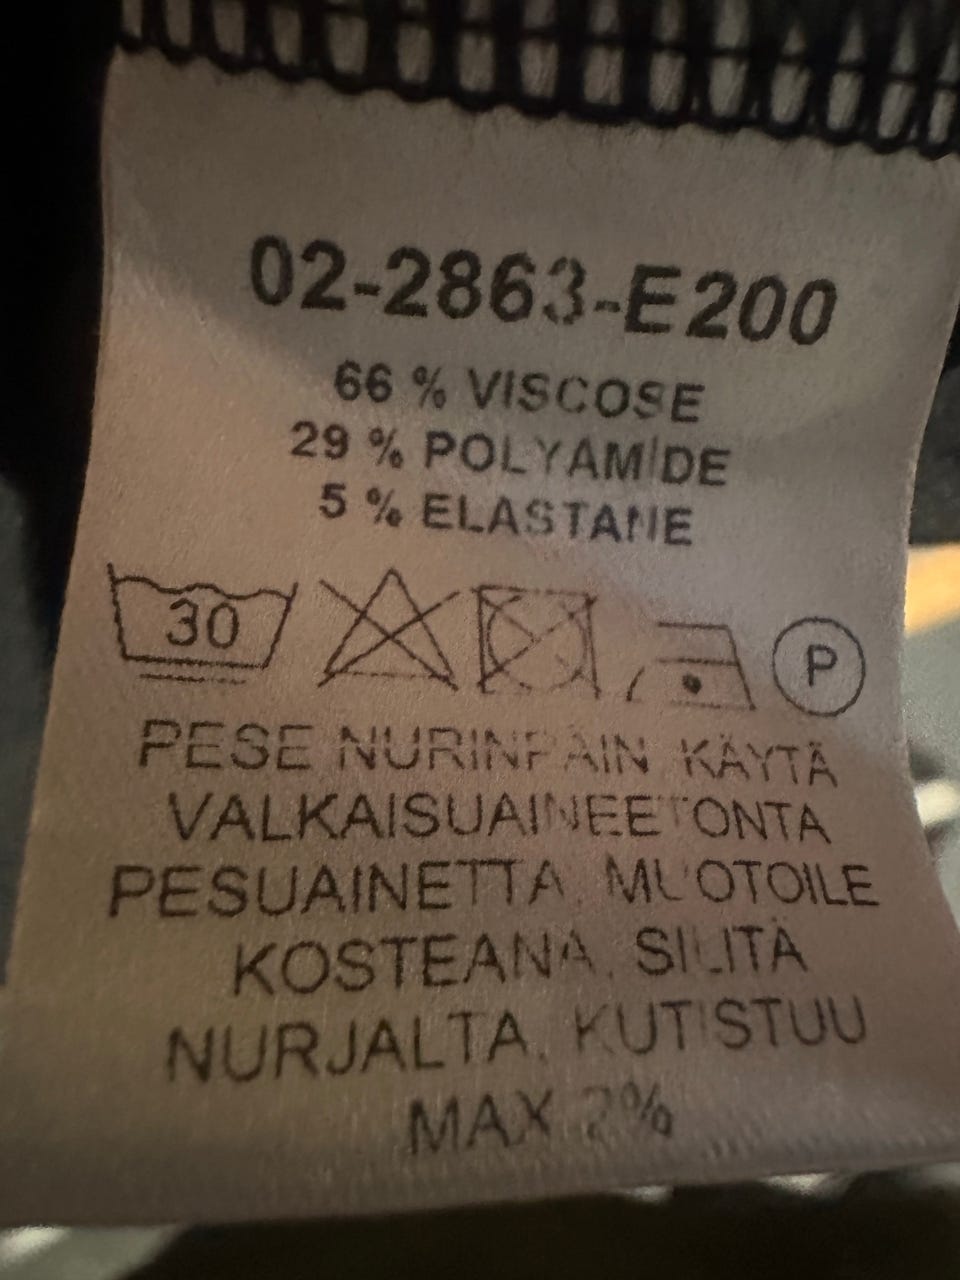 02-2863-E200
66 % VISCOSE
29 % POLYAMIDE
5 % ELASTANE
30 P
PESE NURINPÄIN. KÄYTÄ
VALKAISUAINEETONTA
PESUAINETTA. MUOTOILE
KOSTEANA. SILITÄ
NURJALTA. KUTISTUU
MAX 2%